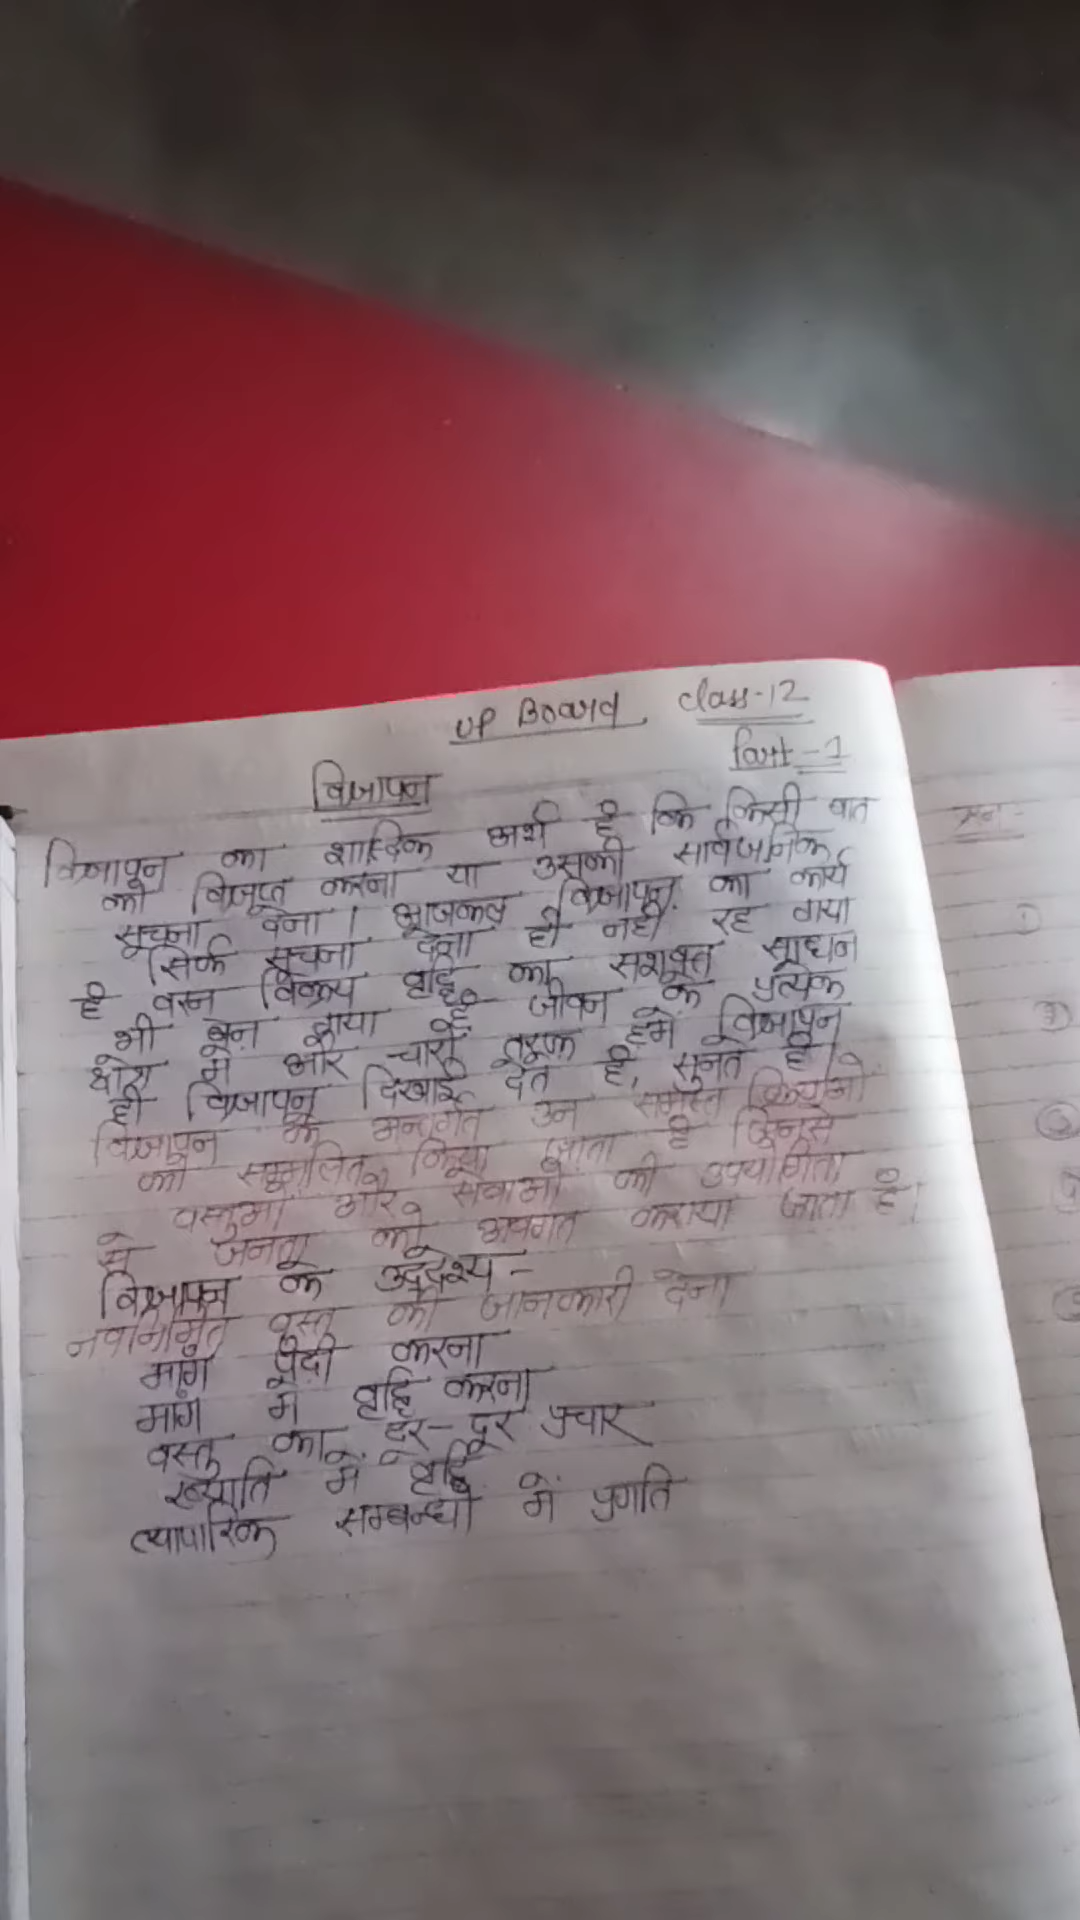 UP Board Class-12
Part-1
विज्ञापन
विज्ञापन का शाब्दिक अर्थ है कि किसी बात
को विज्ञप्त करना या उसकी सार्वजनिक
सूचना देना। आजकल विज्ञापन का कार्य
सिर्फ सूचना देना ही नहीं रह गया
है वरन विक्रय वृद्धि का सशक्त साधन
भी बन गया है जीवन के प्रत्येक
क्षेत्र में और चारों तरफ हमें विज्ञापन
ही विज्ञापन दिखाई देते है, सुनते है।
विज्ञापन के अन्तर्गत उन समस्त क्रियाओ
को सम्मलित किया जाता है जिनसे
वस्तुओं और सेवाओं की उपयोगिता
से जनता को अवगत कराया जाता है।
विज्ञापन के उद्देश्य-
नवनिर्मित वस्तु की जानकारी देना
मांग पैदा करना
मांग में वृद्धि करना
वस्तु का दूर-दूर प्रचार
ख्याति में वृद्धि
व्यापारिक सम्बन्धों में प्रगति